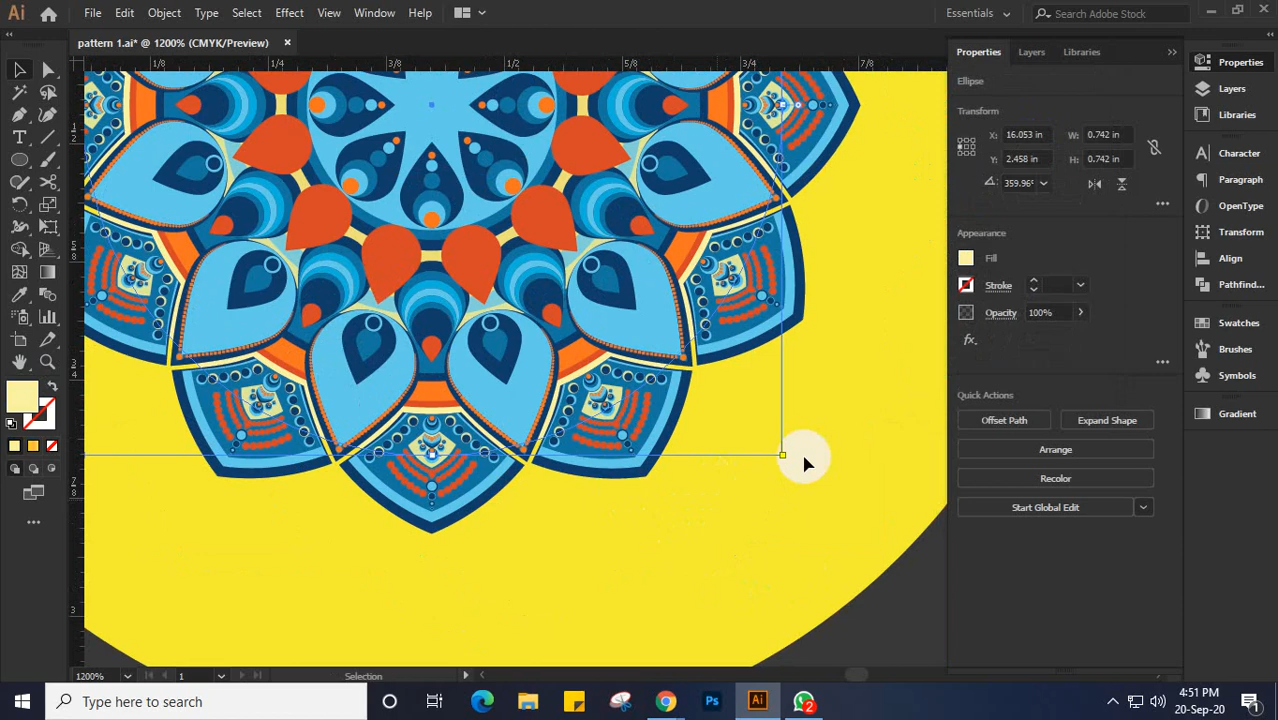 Ai File Edit Object Type Select Effect View Window Help Essentials Search Adobe Stock
pattern 1.ai* @ 1200% (CMYK/Preview) ×
1/8 1/4 3/8 1/2 5/8 3/4 7/8
Properties Layers Libraries
Ellipse
Transform
X: 16.053 in W: 0.742 in
Y: 2.458 in H: 0.742 in
359.96°
Appearance
Fill
Stroke
Opacity 100%
fx
Quick Actions
Offset Path Expand Shape
Arrange
Recolor
Start Global Edit
Properties
Layers
Libraries
Character
Paragraph
OpenType
Transform
Align
Pathfind...
Swatches
Brushes
Symbols
Gradient
1200% 1 Selection
Type here to search
Ps Ai 2
4:51 PM
20-Sep-20
1